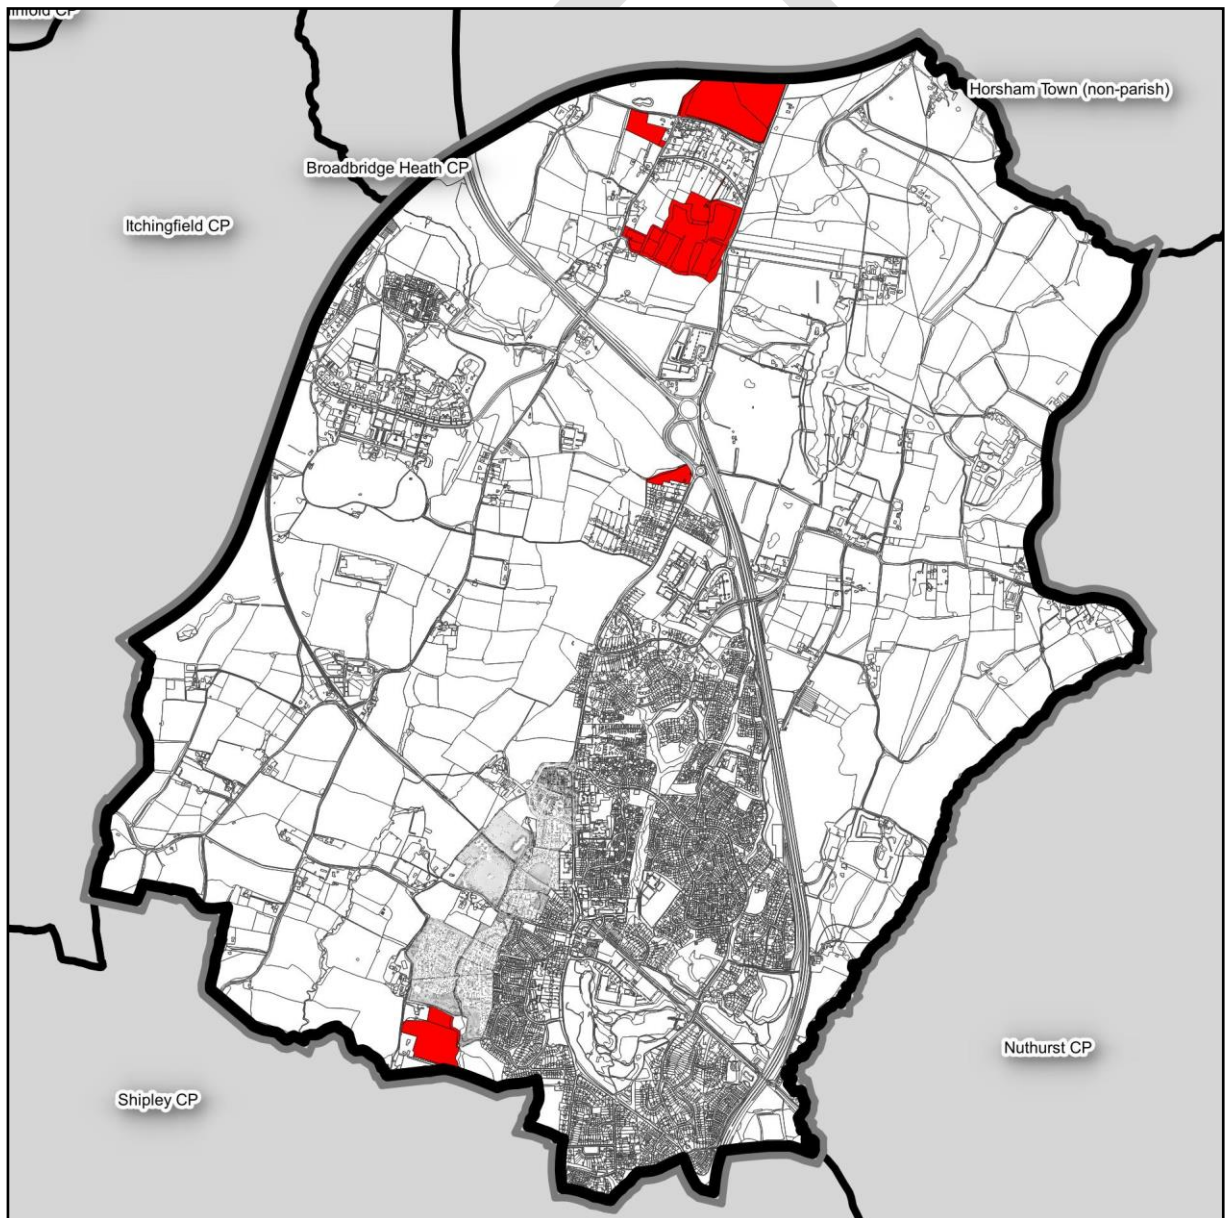 Horsham Town (non-parish)
Broadbridge Heath CP
Itchingfield CP
Nuthurst CP
Shipley CP